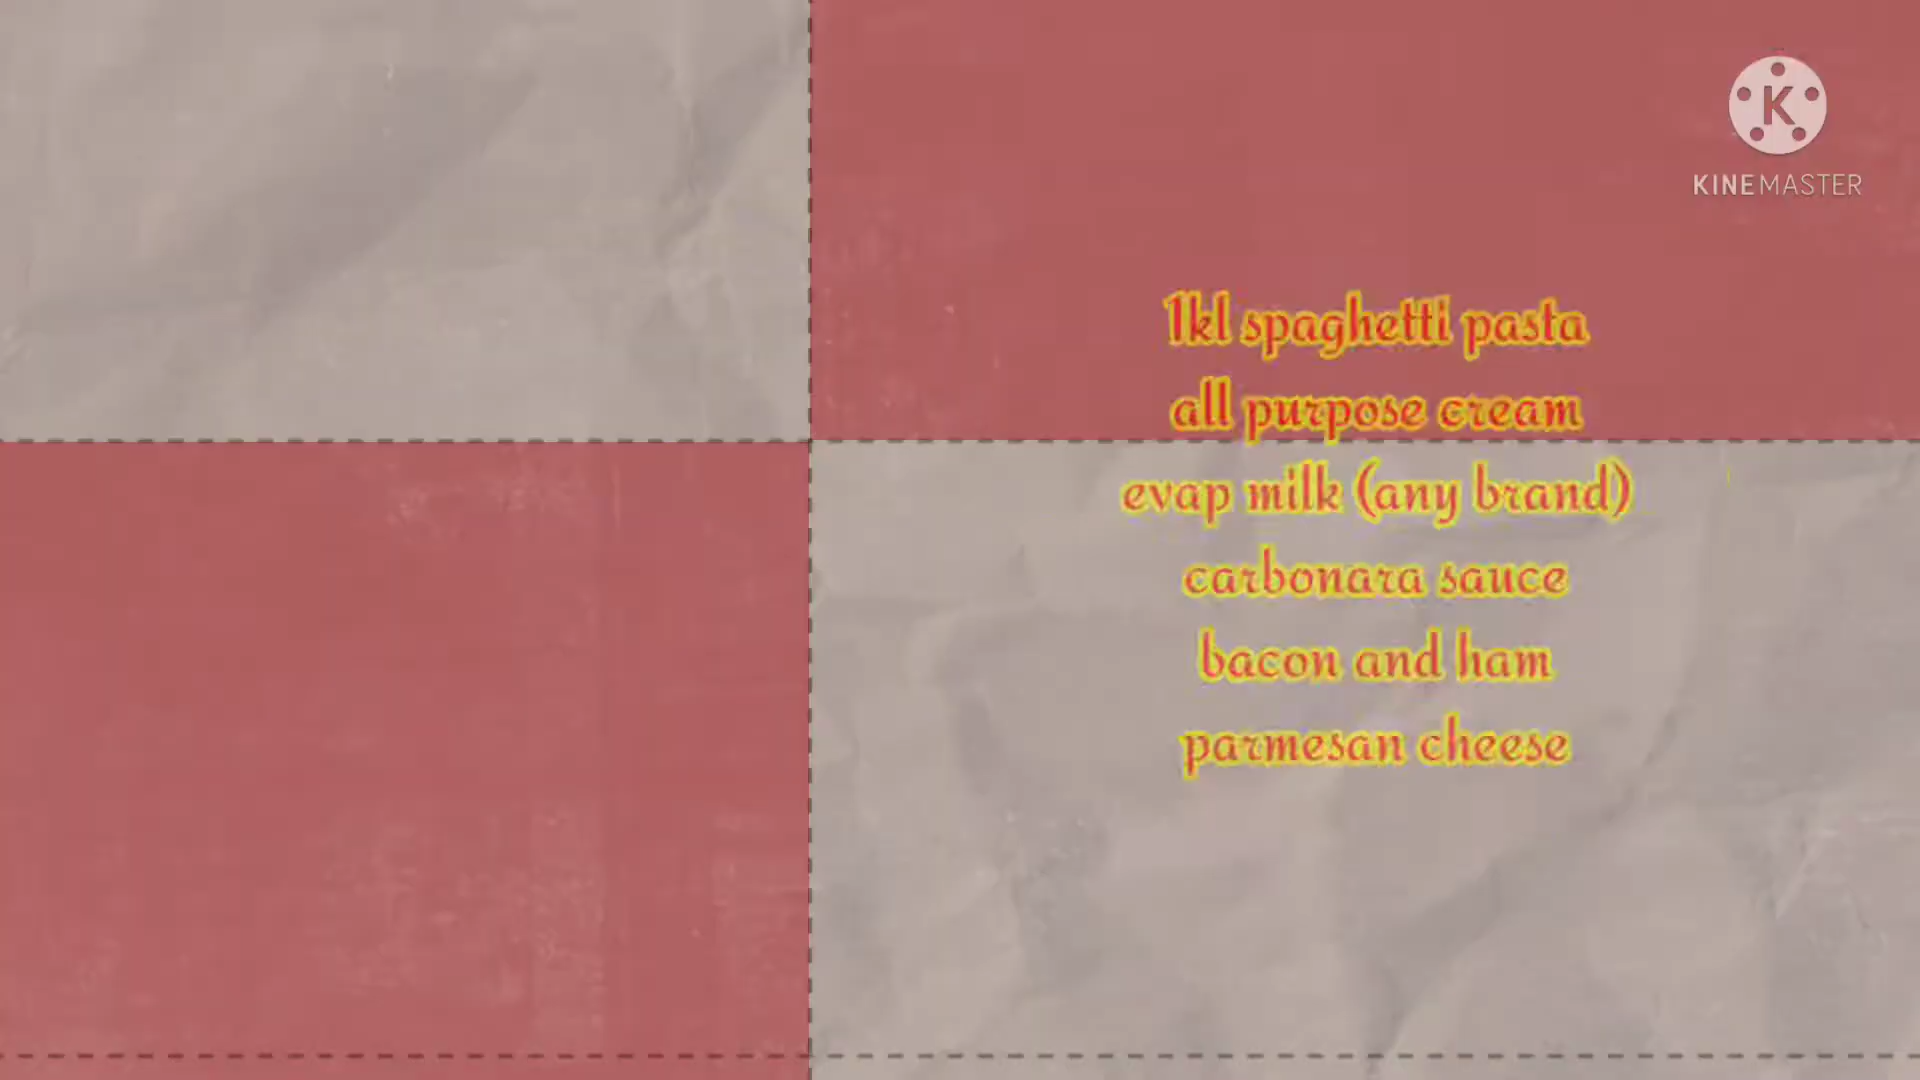 K
KINEMASTER
1kl spaghetti pasta
all purpose cream
evap milk (any brand)
carbonara sauce
bacon and ham
parmesan cheese